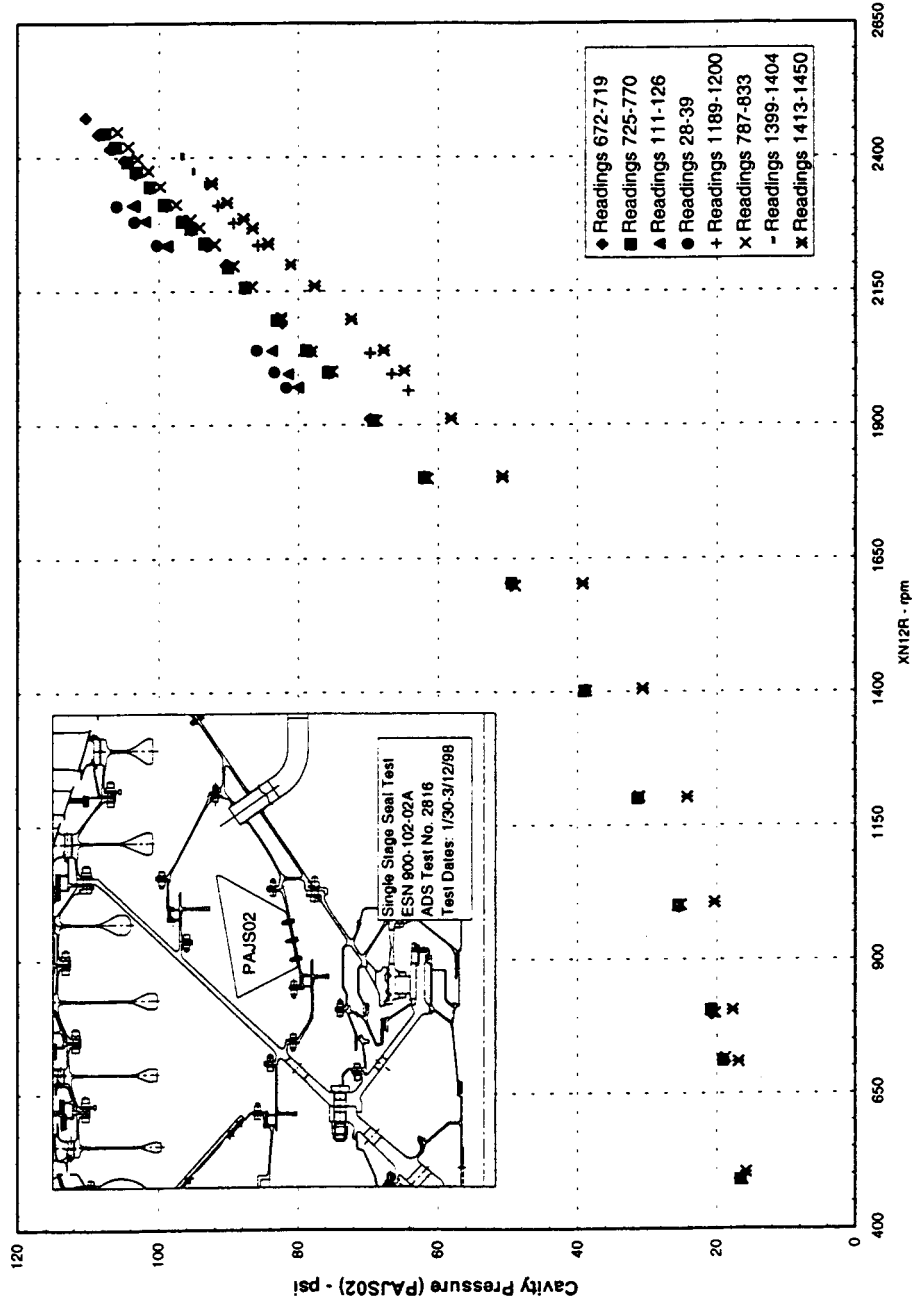 Cavity Pressure (PAJS02) - psi
120
100
80
60
40
20
0
400
650
900
1150
1400
1650
1900
2150
2400
2650
XN12R - rpm
PAJS02
Single Stage Seal Test
ESN 900-102-02A
ADS Test No. 2816
Test Dates: 1/30-3/12/98
Readings 672-719
Readings 725-770
Readings 111-126
Readings 28-39
Readings 1189-1200
Readings 787-833
Readings 1399-1404
Readings 1413-1450